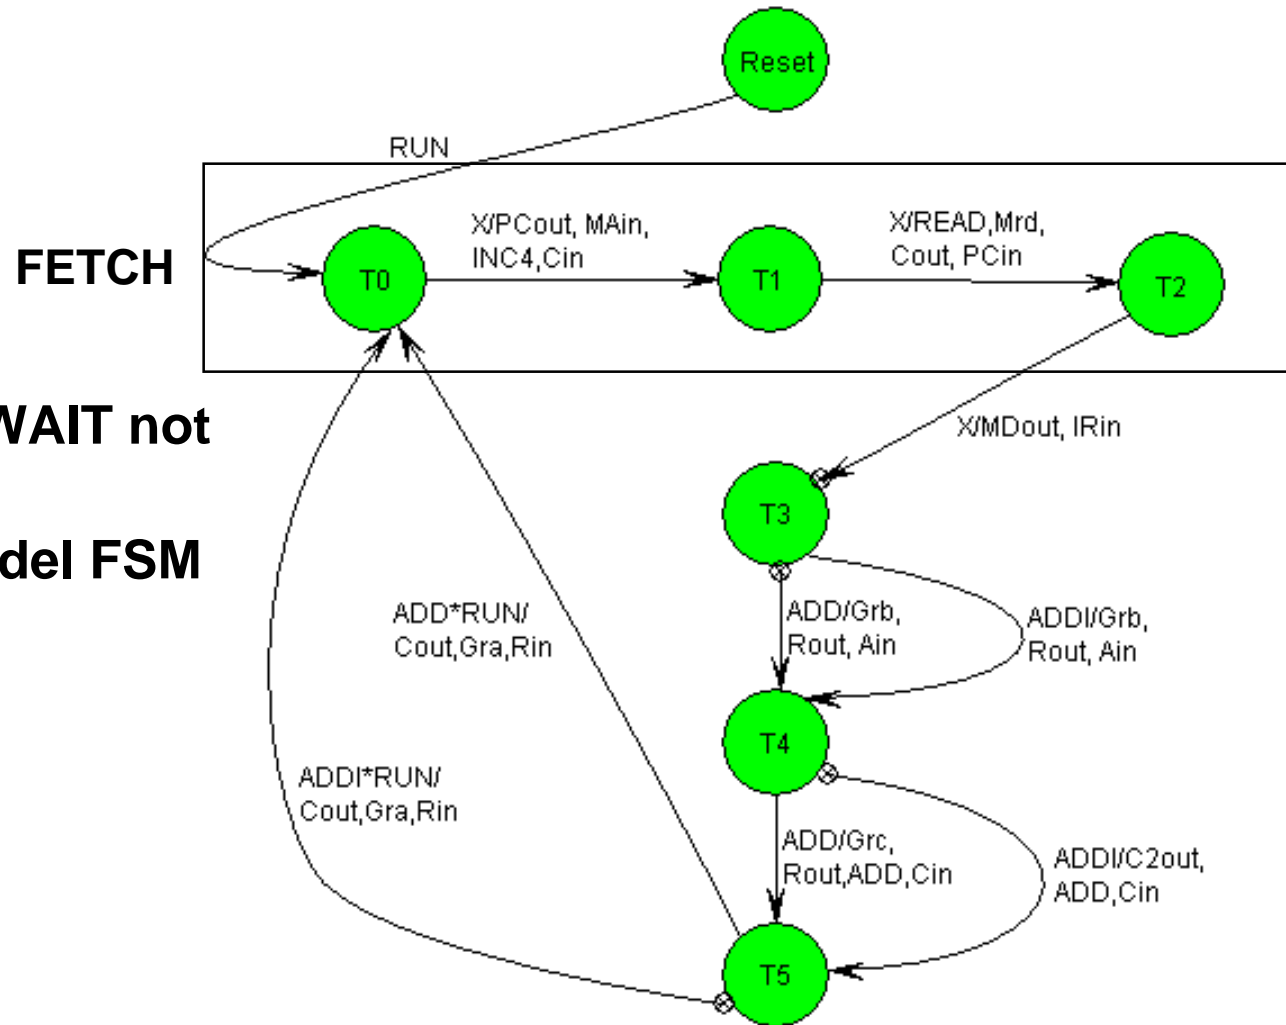 Reset
RUN
FETCH
T0
X/PCout, MAin,
INC4,Cin
T1
X/READ,Mrd,
Cout, PCin
T2
WAIT not
X/MDout, IRin
T3
del FSM
ADD*RUN/
Cout,Gra,Rin
ADD/Grb,
Rout, Ain
ADDI/Grb,
Rout, Ain
T4
ADDI*RUN/
Cout,Gra,Rin
ADD/Grc,
Rout,ADD,Cin
ADDI/C2out,
ADD,Cin
T5